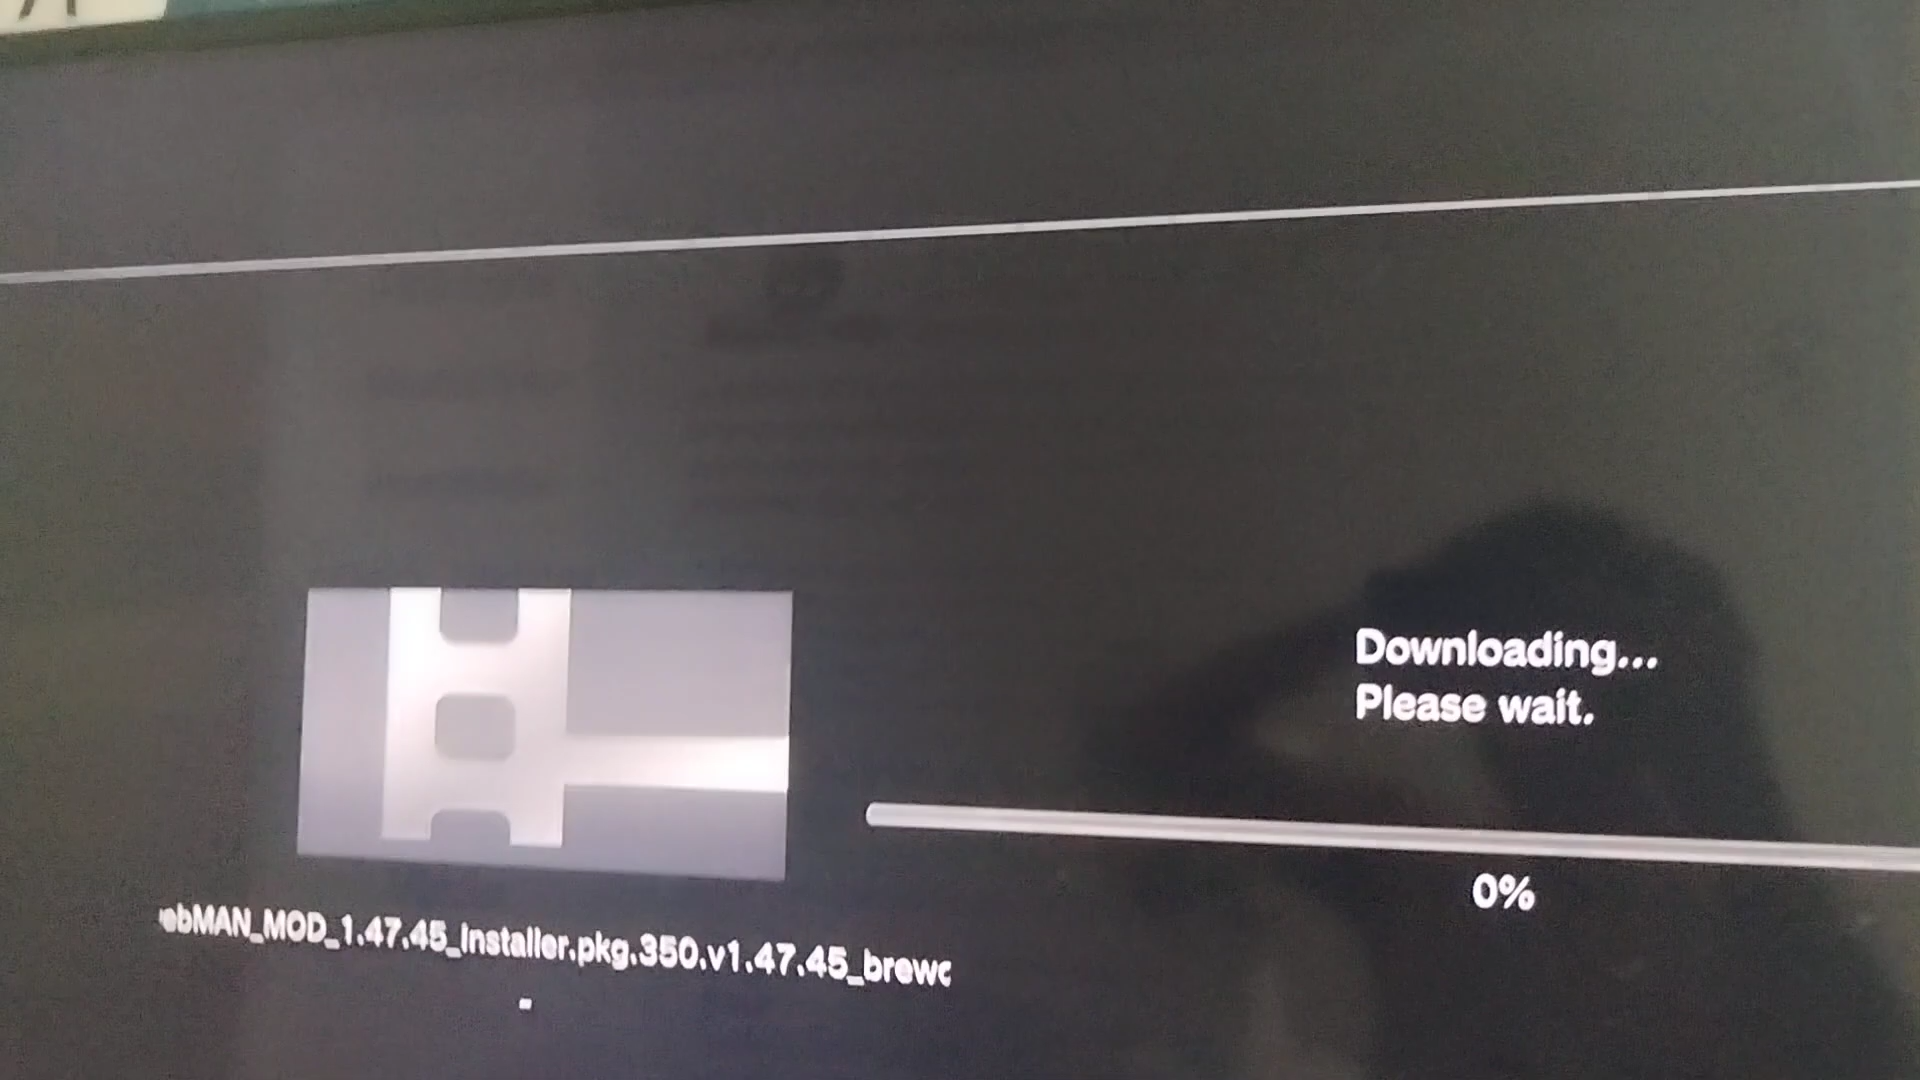 Downloading...
Please wait.
0%
ebMAN_MOD_1.47.45_Installer.pkg.350.v1.47.45_brewc
-